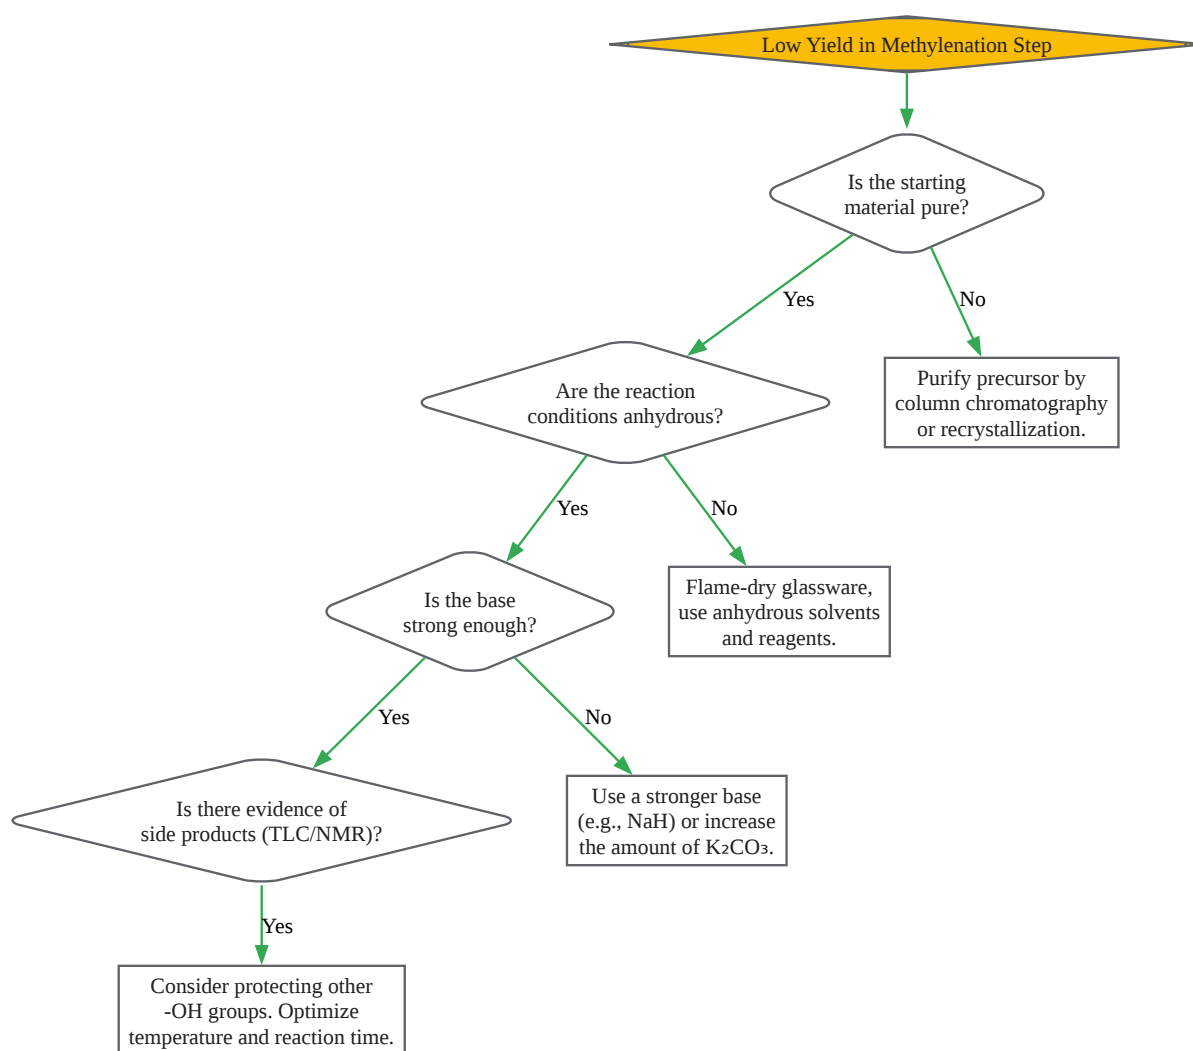 Low Yield in Methylenation Step
Is the starting
material pure?
Yes
No
Are the reaction
conditions anhydrous?
Purify precursor by
column chromatography
or recrystallization.
Yes
No
Is the base
strong enough?
Flame-dry glassware,
use anhydrous solvents
and reagents.
Yes
No
Is there evidence of
side products (TLC/NMR)?
Use a stronger base
(e.g., NaH) or increase
the amount of K₂CO₃.
Yes
Consider protecting other
-OH groups. Optimize
temperature and reaction time.